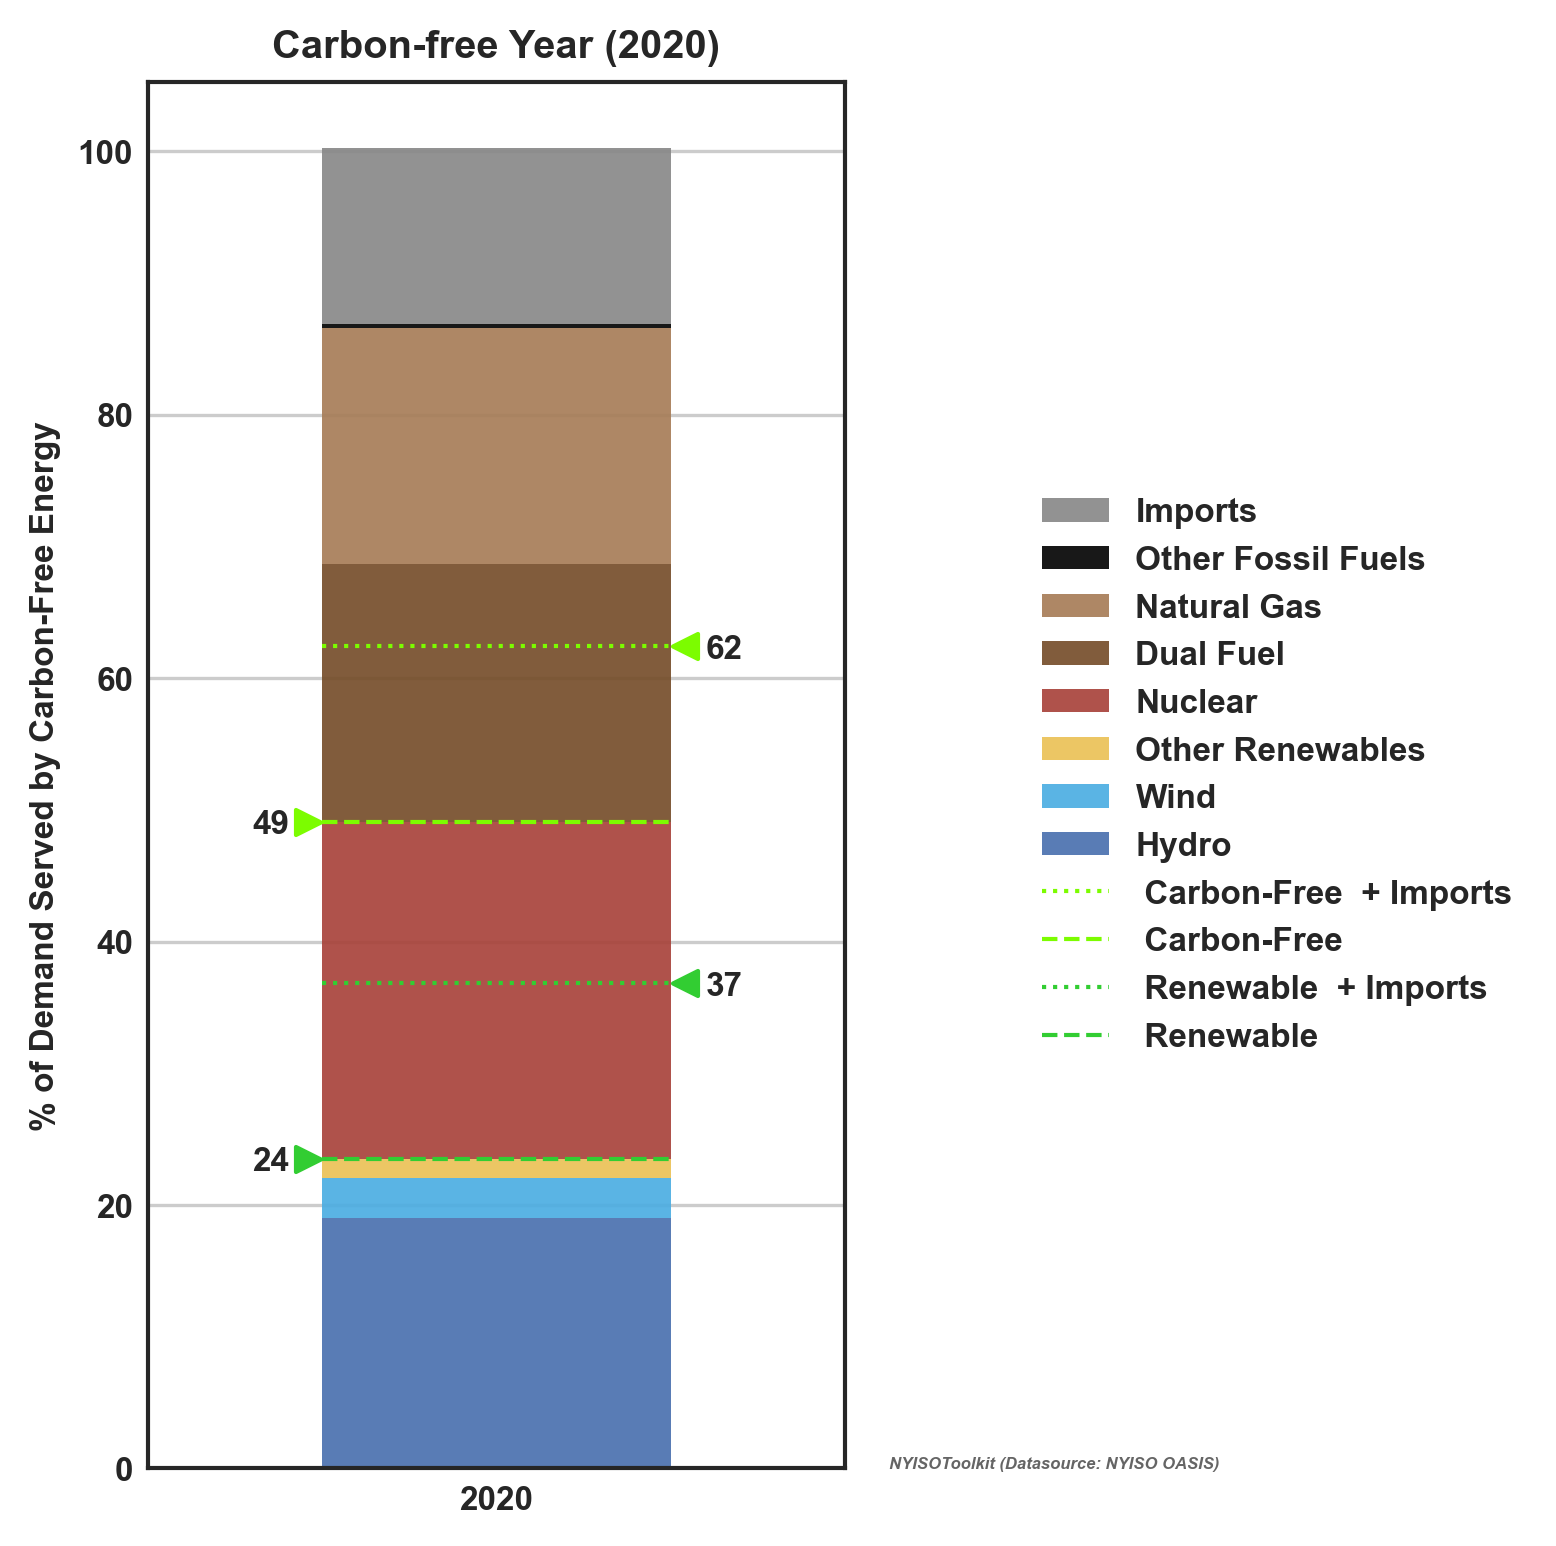 Carbon-free Year (2020)
% of Demand Served by Carbon-Free Energy
100
80
60
40
20
0
62
49
37
24
2020
Imports
Other Fossil Fuels
Natural Gas
Dual Fuel
Nuclear
Other Renewables
Wind
Hydro
Carbon-Free + Imports
Carbon-Free
Renewable + Imports
Renewable
NYISOToolkit (Datasource: NYISO OASIS)